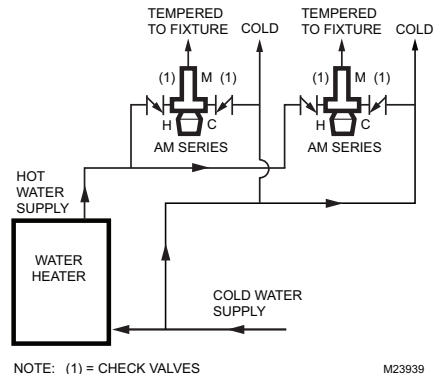 TEMPERED
TO FIXTURE
COLD
TEMPERED
TO FIXTURE
COLD
(1)
M
(1)
H
C
AM SERIES
(1)
M
(1)
H
C
AM SERIES
HOT
WATER
SUPPLY
WATER
HEATER
COLD WATER
SUPPLY
NOTE: (1) = CHECK VALVES
M23939